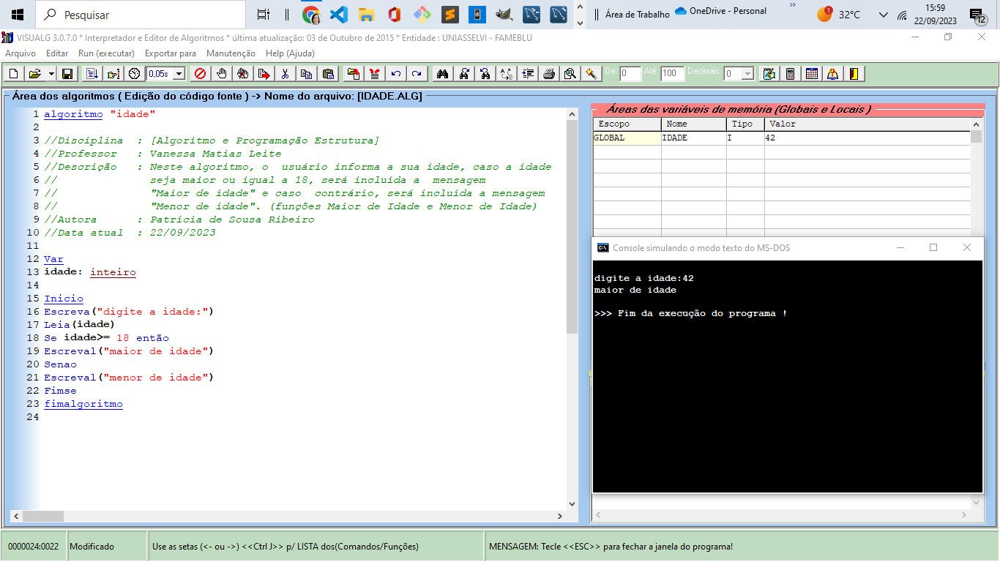 Pesquisar
Área de Trabalho
OneDrive - Personal
»
1
32°C
15:59
22/09/2023
12
VISUALG 3.0.7.0 * Interpretador e Editor de Algoritmos * última atualização: 03 de Outubro de 2015 * Entidade : UNIASSELVI - FAMEBLU
Arquivo Editar Run (executar) Exportar para Manutenção Help (Ajuda)
0,05s De: 0 Até: 100 Decimais: 0
Área dos algoritmos ( Edição do código fonte ) -> Nome do arquivo: [IDADE.ALG]
1 algoritmo "idade"
2
3 //Disciplina : [Algoritmo e Programação Estrutura]
4 //Professor : Vanessa Matias Leite
5 //Descrição : Neste algoritmo, o usuário informa a sua idade, caso a idade
6 // seja maior ou igual a 18, será incluída a mensagem
7 // "Maior de idade" e caso contrário, será incluída a mensagem
8 // "Menor de idade". (funções Maior de Idade e Menor de Idade)
9 //Autora : Patrícia de Sousa Ribeiro
10 //Data atual : 22/09/2023
11
12 Var
13 idade: inteiro
14
15 Inicio
16 Escreva("digite a idade:")
17 Leia(idade)
18 Se idade>= 18 então
19 Escreval("maior de idade")
20 Senao
21 Escreval("menor de idade")
22 Fimse
23 fimalgoritmo
24
Áreas das variáveis de memória (Globais e Locais )
Escopo Nome Tipo Valor
GLOBAL IDADE I 42
Console simulando o modo texto do MS-DOS
digite a idade:42
maior de idade
>>> Fim da execução do programa !
0000024:0022 Modificado Use as setas (<- ou ->) <<Ctrl J>> p/ LISTA dos(Comandos/Funções) MENSAGEM: Tecle <<ESC>> para fechar a janela do programa!